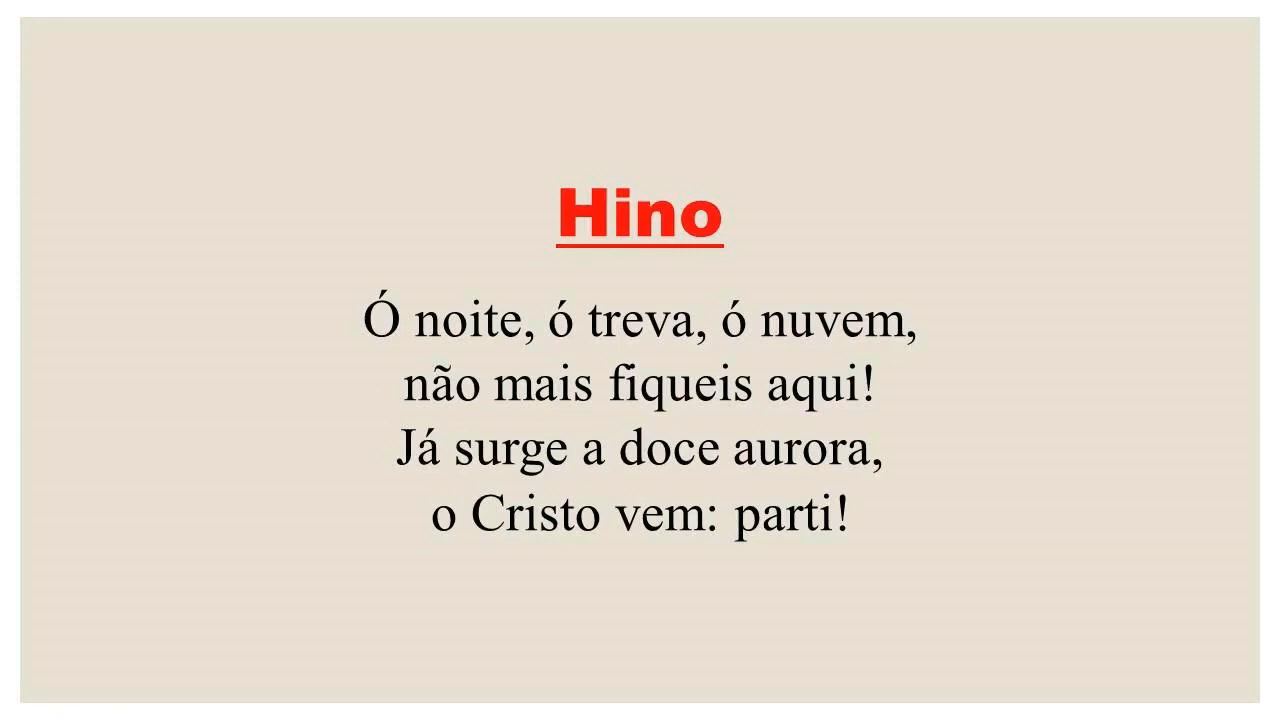 Hino
Ó noite, ó treva, ó nuvem,
não mais fiqueis aqui!
Já surge a doce aurora,
o Cristo vem: parti!